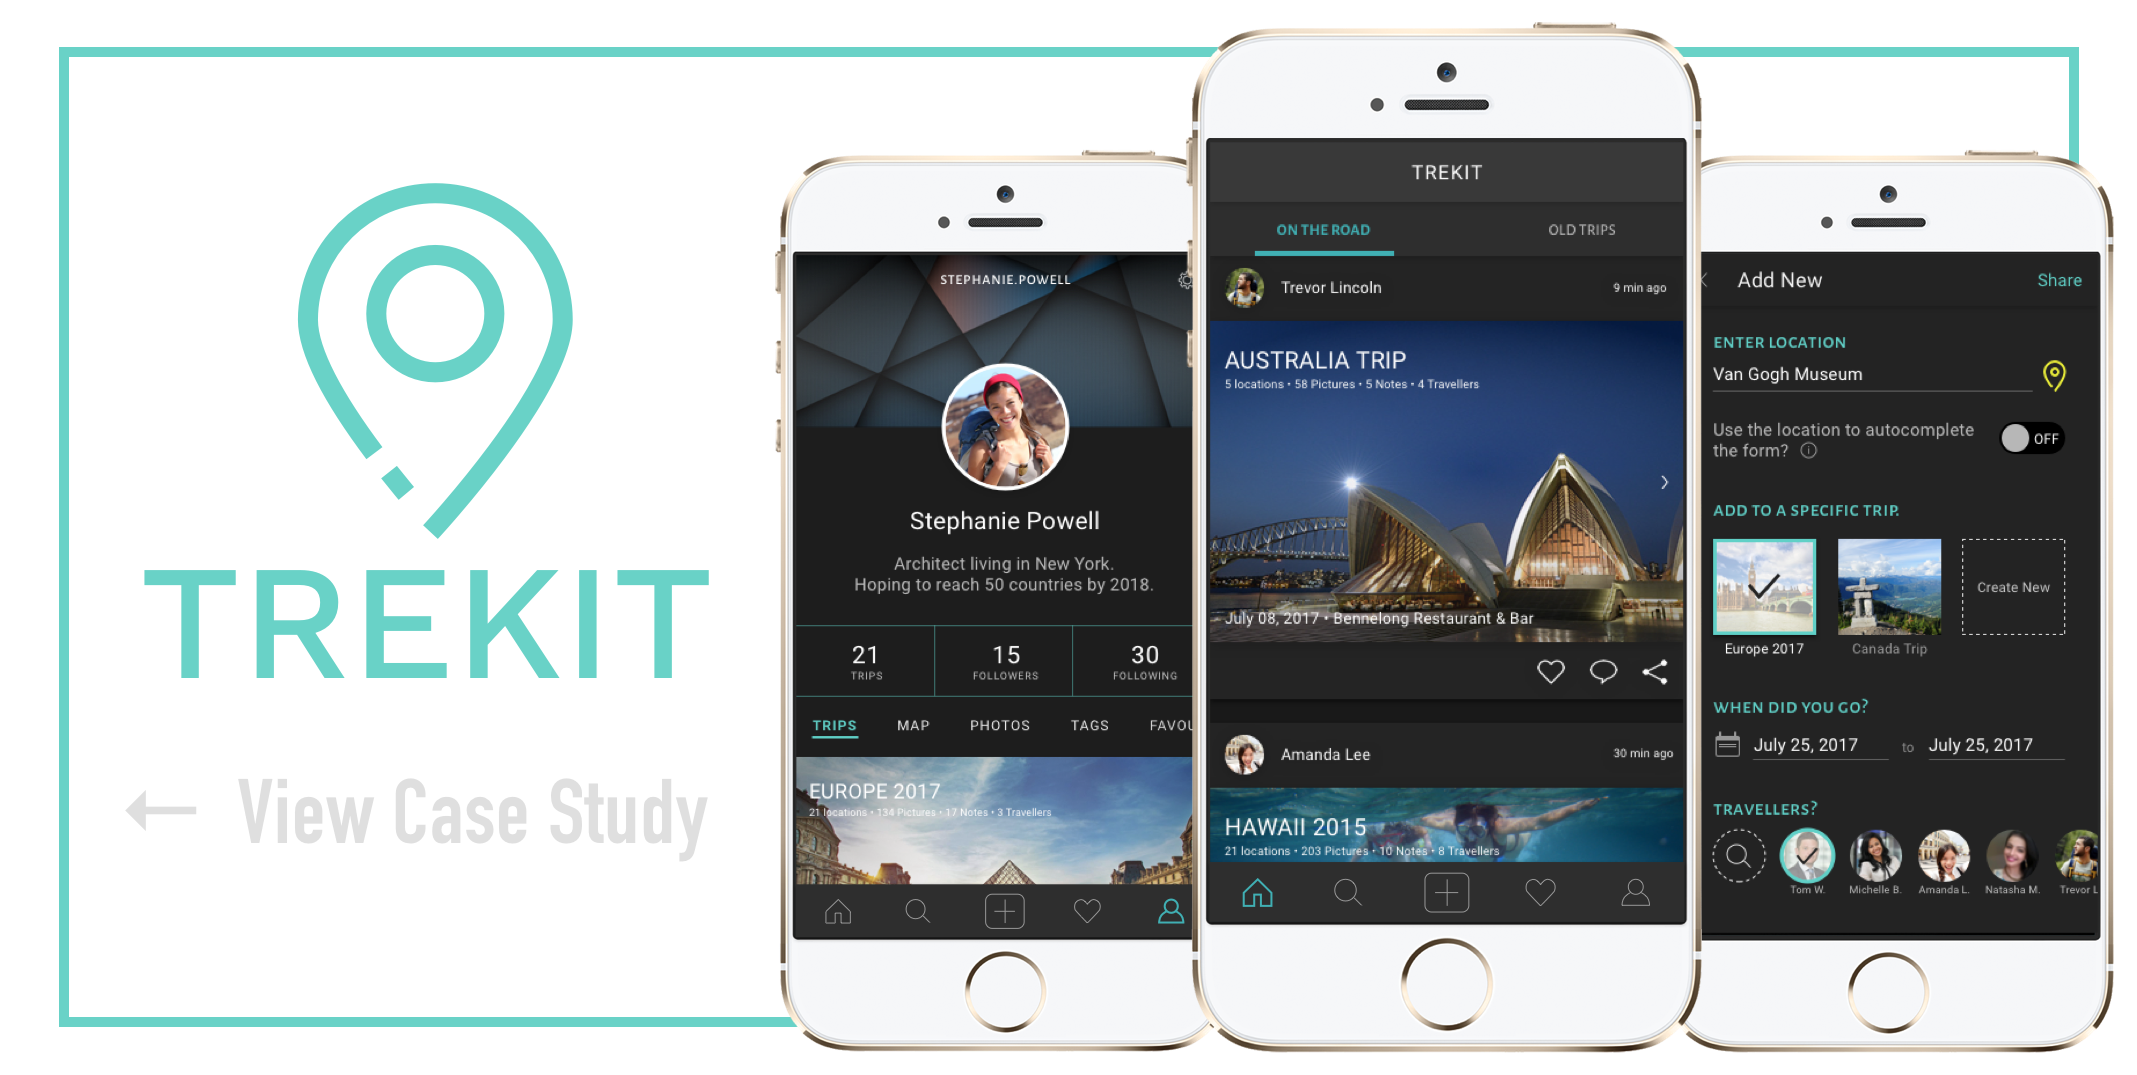 TREKIT
View Case Study
STEPHANIE.POWELL
Stephanie Powell
Architect living in New York.
Hoping to reach 50 countries by 2018.
21
TRIPS
15
FOLLOWERS
30
FOLLOWING
TRIPS MAP PHOTOS TAGS FAVOU
EUROPE 2017
21 locations • 134 Pictures • 17 Notes • 3 Travellers
TREKIT
ON THE ROAD OLD TRIPS
Trevor Lincoln 9 min ago
AUSTRALIA TRIP
5 locations • 58 Pictures • 5 Notes • 4 Travellers
July 08, 2017 • Bennelong Restaurant & Bar
Amanda Lee 30 min ago
HAWAII 2015
21 locations • 203 Pictures • 10 Notes • 8 Travellers
Add New Share
ENTER LOCATION
Van Gogh Museum
Use the location to autocomplete
the form?
OFF
ADD TO A SPECIFIC TRIP.
Create New
Europe 2017 Canada Trip
WHEN DID YOU GO?
July 25, 2017 to July 25, 2017
TRAVELLERS?
Tom W. Michelle B. Amanda L. Natasha M. Trevor L